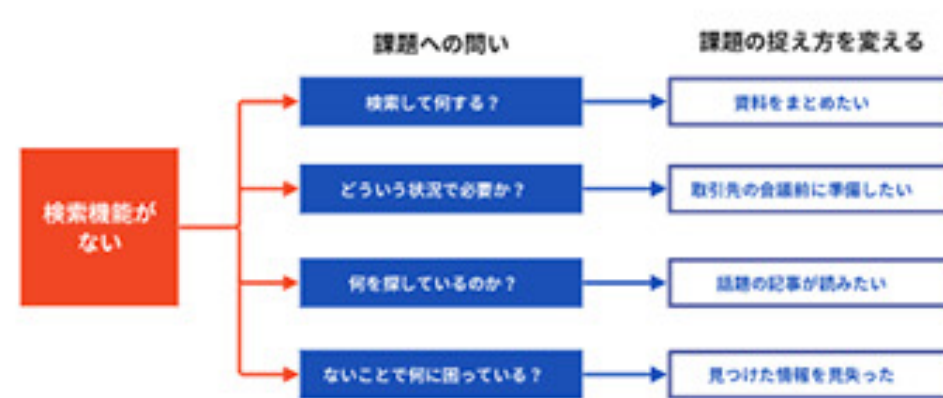 課題への問い
課題の捉え方を変える
検索機能が
ない
検索して何する？
資料をまとめたい
どういう状況で必要か？
取引先の会議前に準備したい
何を探しているのか？
話題の記事が読みたい
ないことで何に困っている？
見つけた情報を見失った